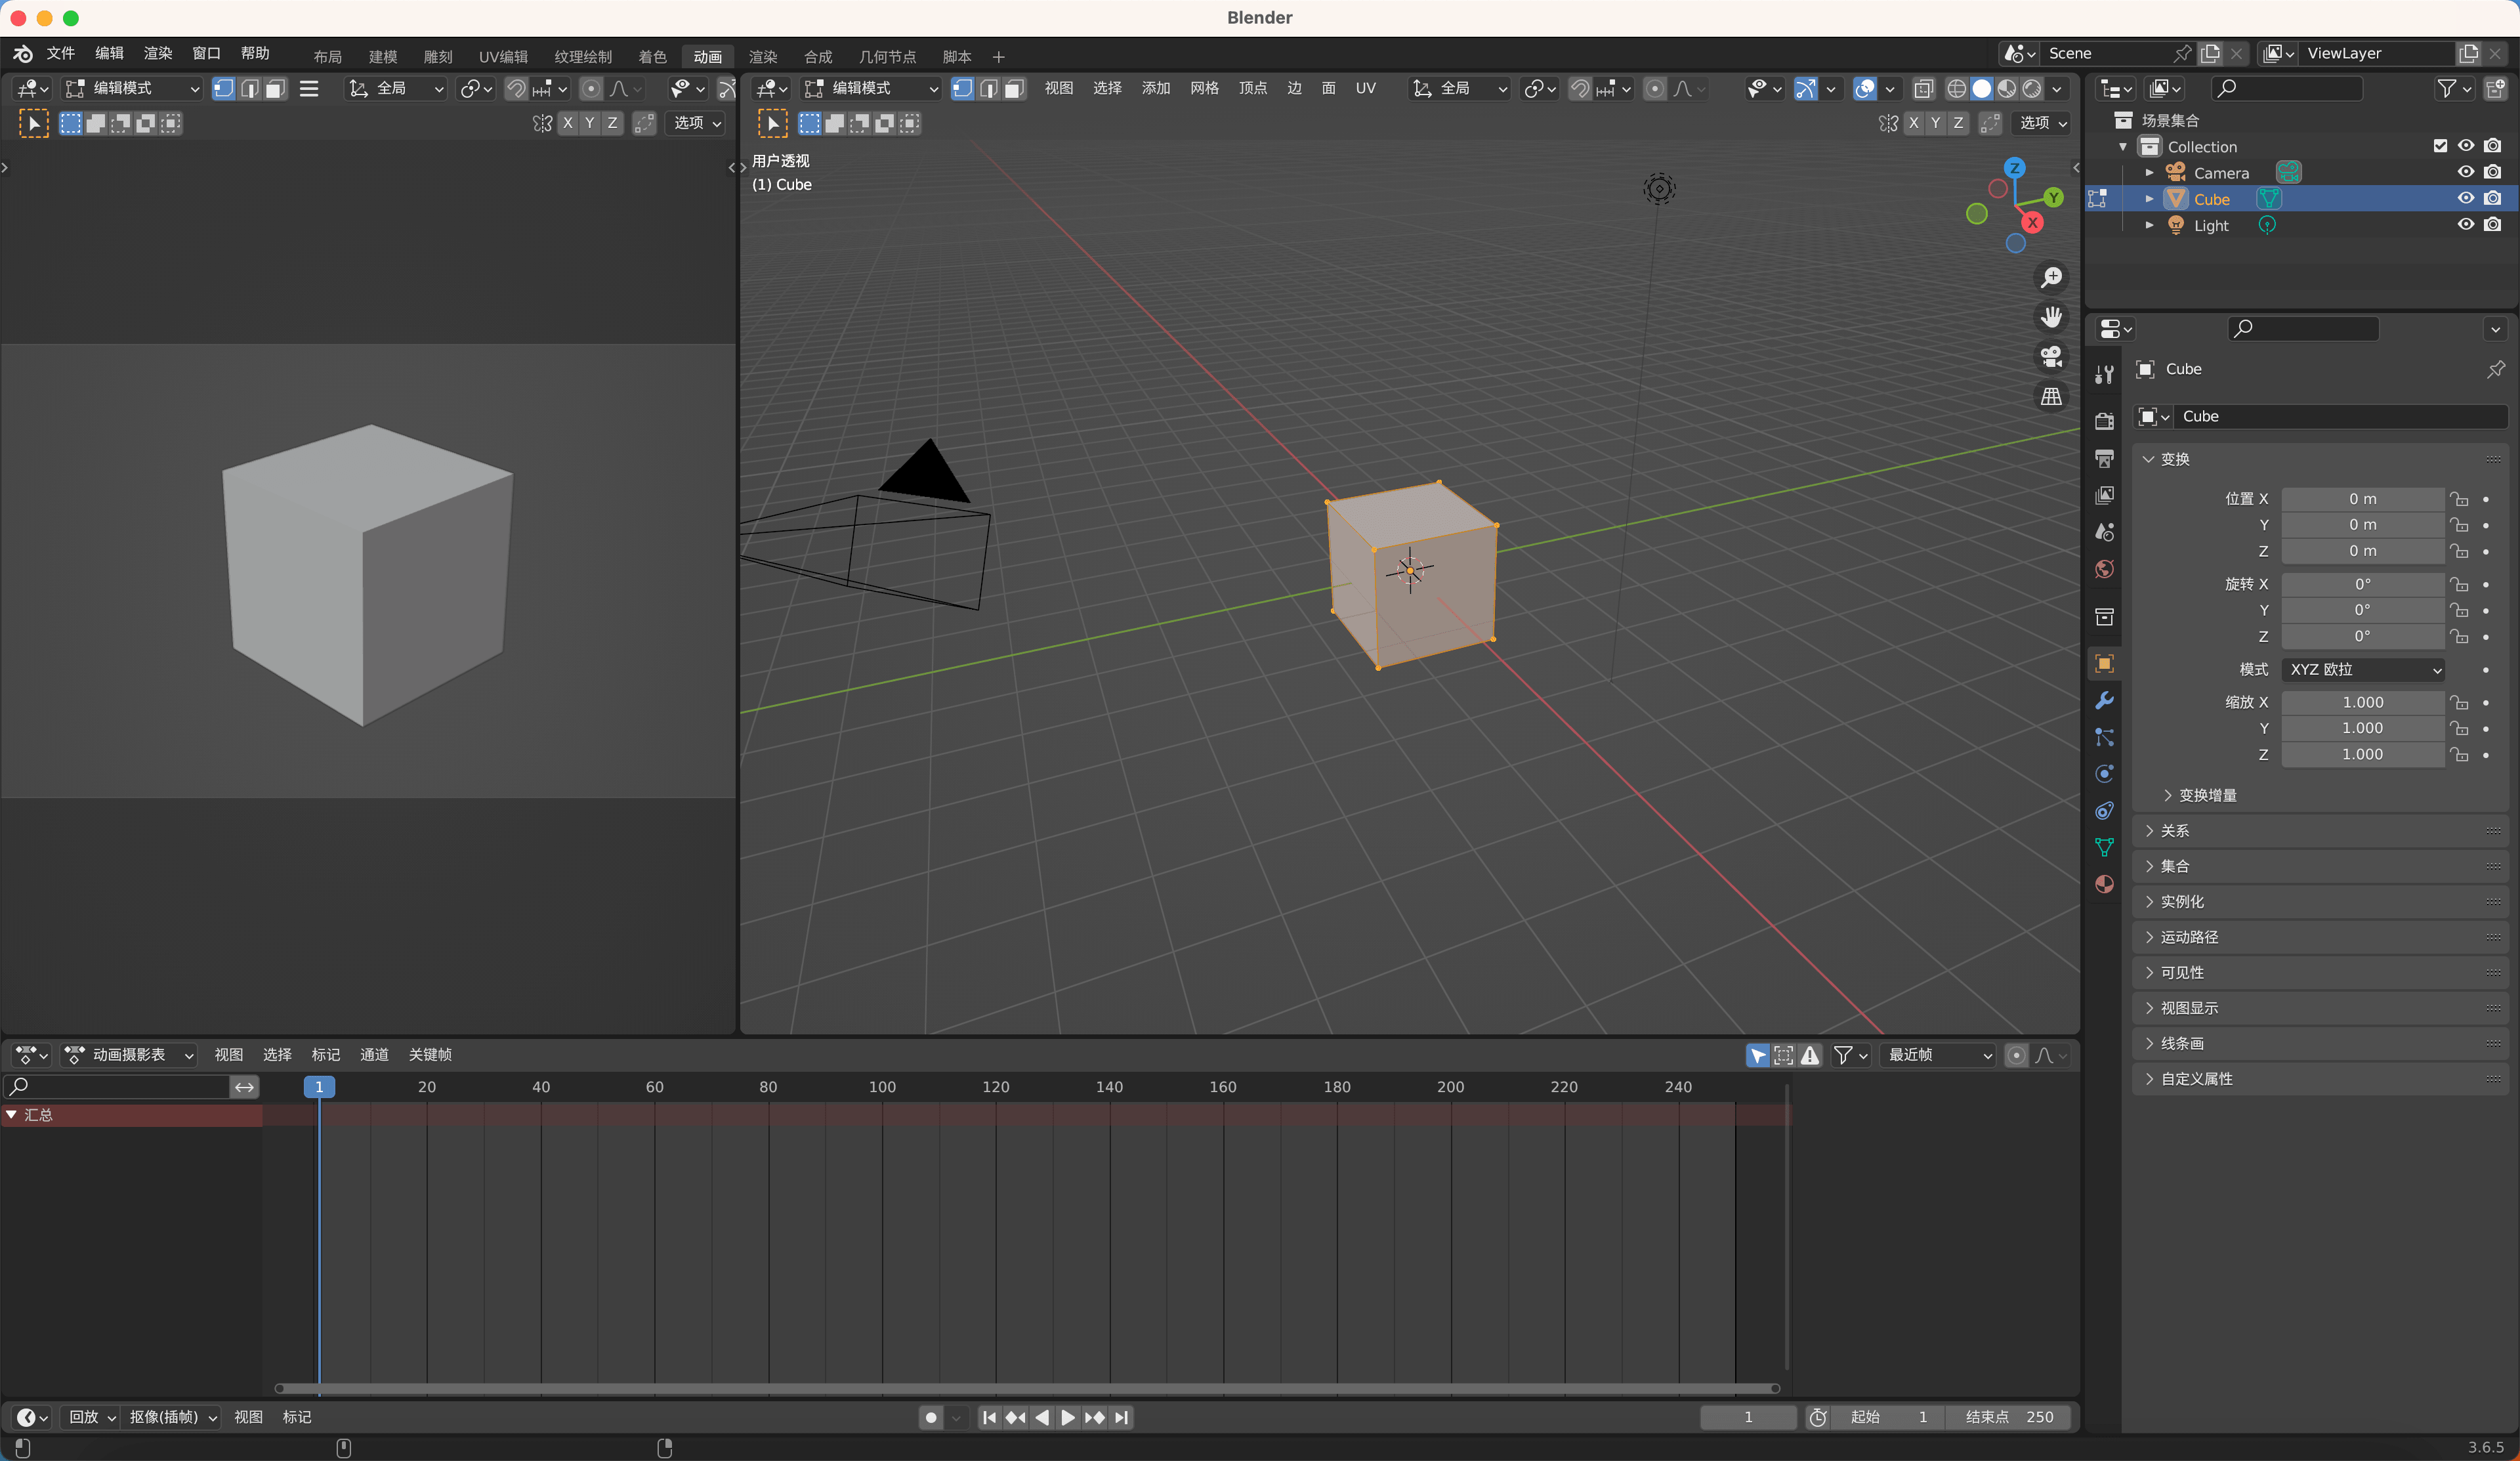 Blender
文件 编辑 渲染 窗口 帮助 布局 建模 雕刻 UV编辑 纹理绘制 着色 动画 渲染 合成 几何节点 脚本 Scene ViewLayer
编辑模式 全局
X Y Z 选项
编辑模式 视图 选择 添加 网格 顶点 边 面 UV 全局
X Y Z 选项
用户透视
(1) Cube
Z
Y
X
场景集合
Collection
Camera
Cube
Light
Cube
Cube
变换
位置 X 0 m
Y 0 m
Z 0 m
旋转 X 0°
Y 0°
Z 0°
模式 XYZ 欧拉
缩放 X 1.000
Y 1.000
Z 1.000
变换增量
关系
集合
实例化
运动路径
可见性
视图显示
线条画
自定义属性
动画摄影表 视图 选择 标记 通道 关键帧 最近帧
1 20 40 60 80 100 120 140 160 180 200 220 240
汇总
回放 抠像(插帧) 视图 标记 1 起始 1 结束点 250
3.6.5